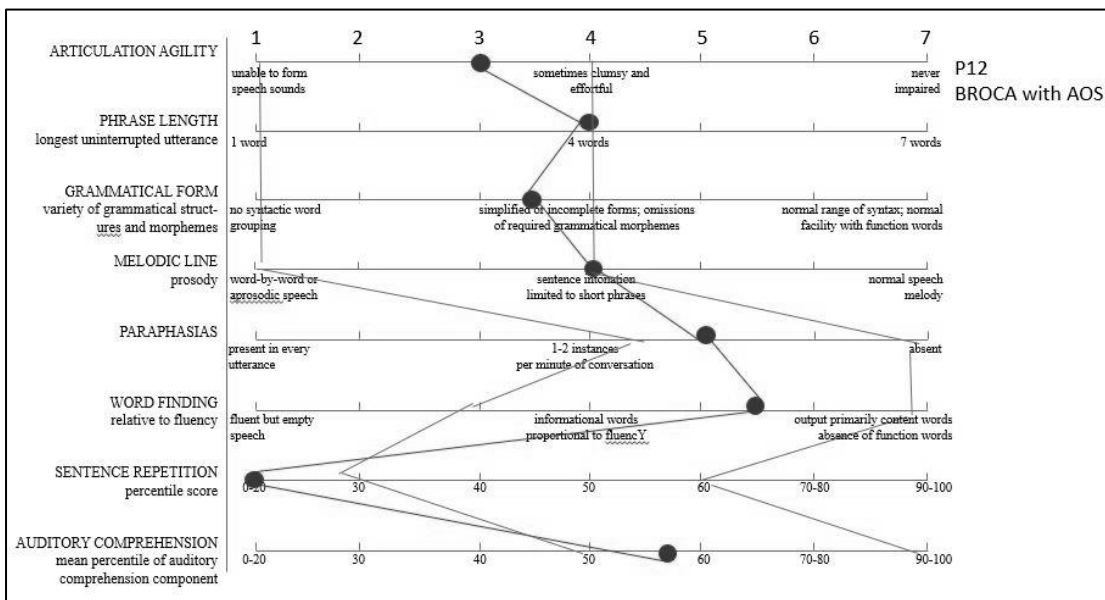 1 2 3 4 5 6 7
ARTICULATION AGILITY
unable to form
speech sounds
sometimes clumsy and
effortful
never
impaired
P12
BROCA with AOS
PHRASE LENGTH
longest uninterrupted utterance
1 word
4 words
7 words
GRAMMATICAL FORM
variety of grammatical struct-
ures and morphemes
no syntactic word
grouping
simplified or incomplete forms; omissions
of required grammatical morphemes
normal range of syntax; normal
facility with function words
MELODIC LINE
prosody
word-by-word or
aprosodic speech
sentence intonation
limited to short phrases
normal speech
melody
PARAPHASIAS
present in every
utterance
1-2 instances
per minute of conversation
absent
WORD FINDING
relative to fluency
fluent but empty
speech
informational words
proportional to fluencY
output primarily content words
absence of function words
SENTENCE REPETITION
percentile score
0-20 30 40 50 60 70-80 90-100
AUDITORY COMPREHENSION
mean percentile of auditory
comprehension component
0-20 30 40 50 60 70-80 90-100